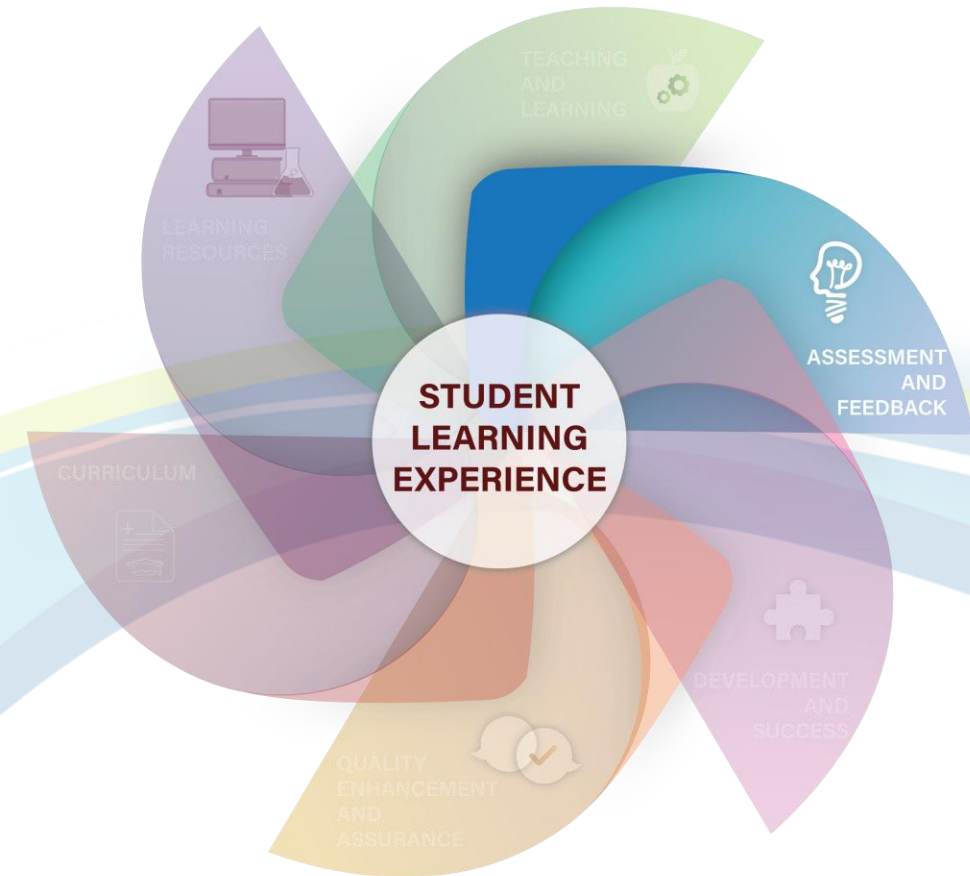 TEACHING
AND
LEARNING
LEARNING
RESOURCES
ASSESSMENT
AND
FEEDBACK
STUDENT
LEARNING
EXPERIENCE
CURRICULUM
DEVELOPMENT
AND
SUCCESS
QUALITY
ENHANCEMENT
AND
ASSURANCE